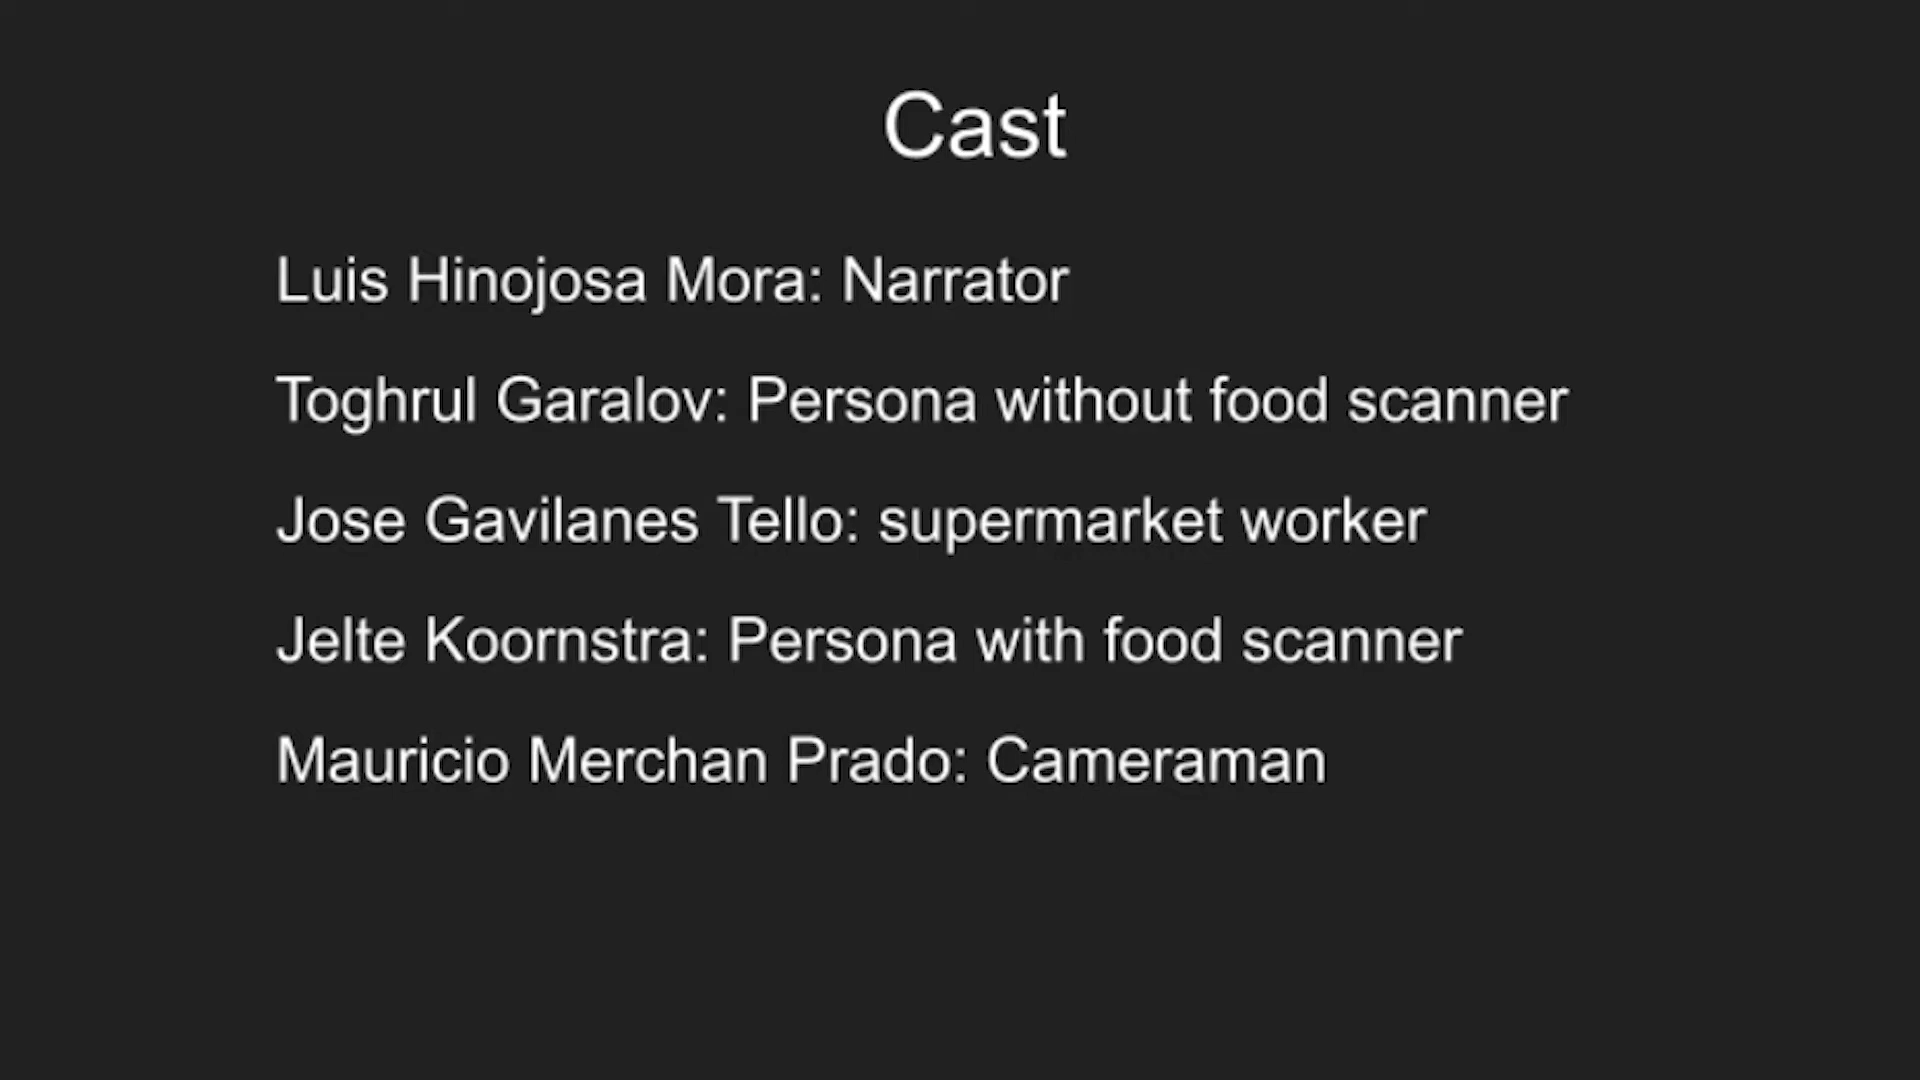 Cast
Luis Hinojosa Mora: Narrator
Toghrul Garalov: Persona without food scanner
Jose Gavilanes Tello: supermarket worker
Jelte Koornstra: Persona with food scanner
Mauricio Merchan Prado: Cameraman